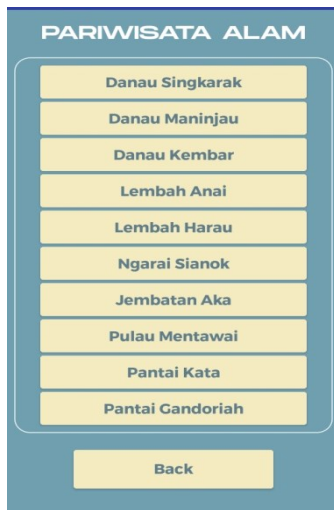 PARIWISATA ALAM
Danau Singkarak
Danau Maninjau
Danau Kembar
Lembah Anai
Lembah Harau
Ngarai Sianok
Jembatan Aka
Pulau Mentawai
Pantai Kata
Pantai Gandoriah
Back